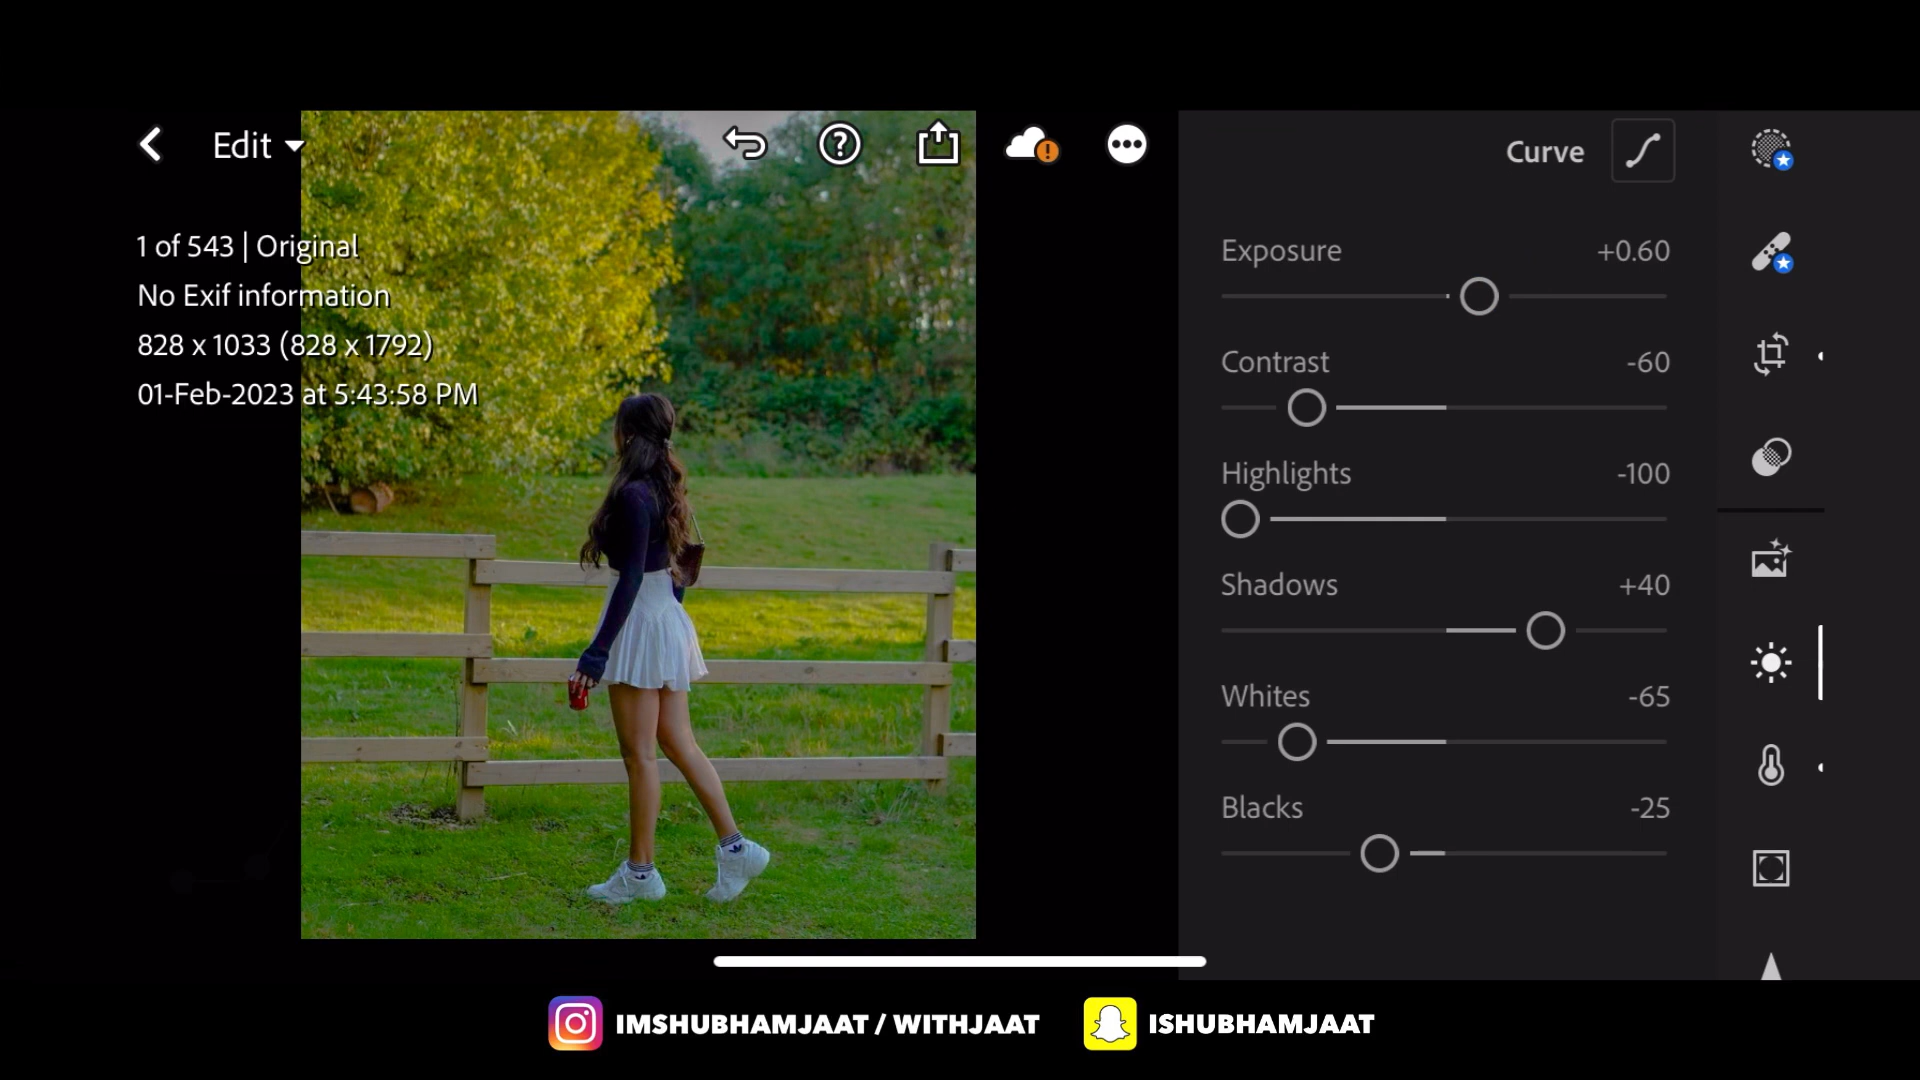 Edit
1 of 543 | Original
No Exif information
828 x 1033 (828 x 1792)
01-Feb-2023 at 5:43:58 PM
Curve
Exposure +0.60
Contrast -60
Highlights -100
Shadows +40
Whites -65
Blacks -25
IMSHUBHAMJAAT / WITHJAAT ISHUBHAMJAAT